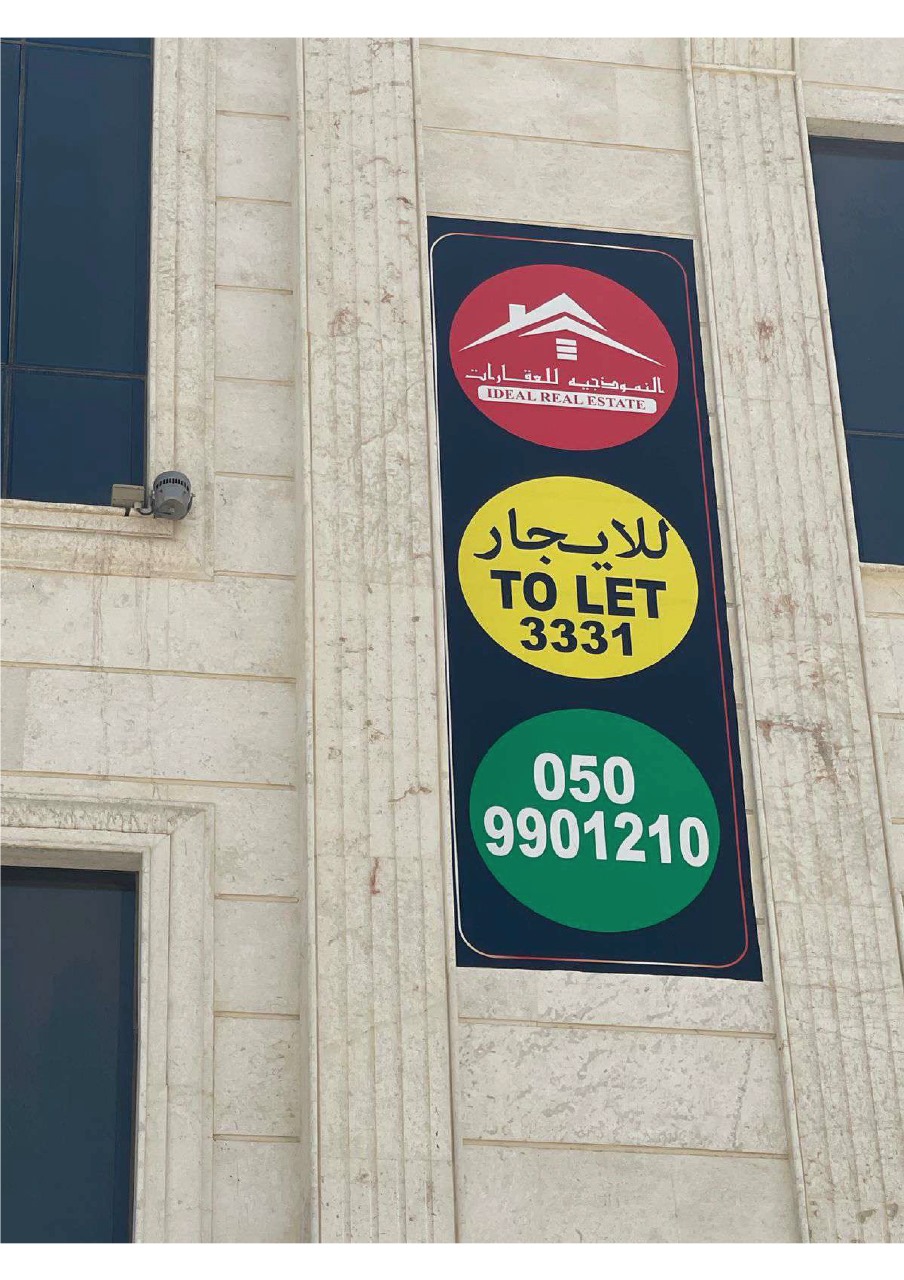 النموذجيه للعقارات
IDEAL REAL ESTATE
للايجار
TO LET
3331
050
9901210